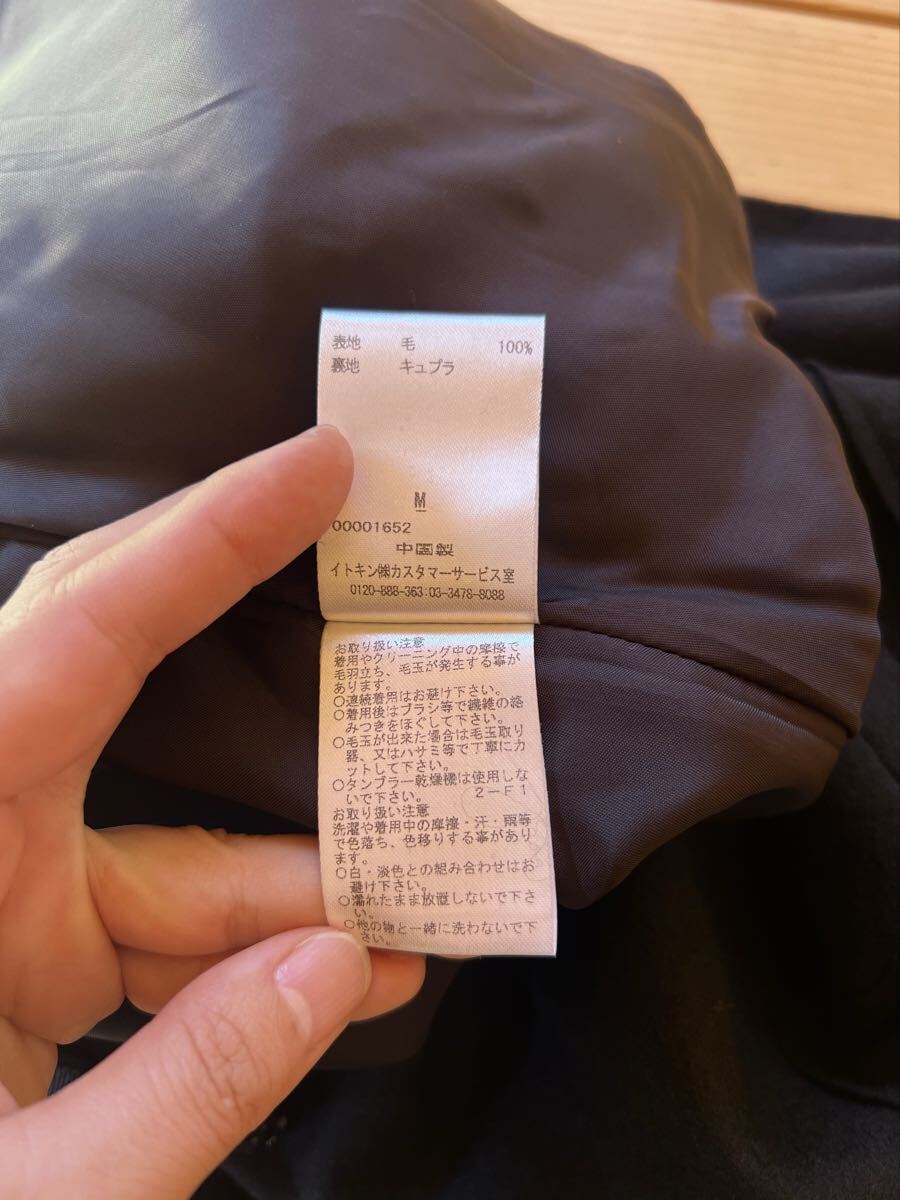 表地 毛 100%
裏地 キュプラ
M
00001652
中国製
イトキン㈱カスタマーサービス室
0120-888-363:03-3478-8088
お取り扱い注意
着用やクリーニング中の摩擦で
毛羽立ち、毛玉が発生する事が
あります。
○連続着用はお避け下さい。
○着用後はブラシ等で繊維の絡
みつきをほぐして下さい。
○毛玉が出来た場合は毛玉取り
器、又はハサミ等で丁寧にカ
ットして下さい。
○タンブラー乾燥機は使用しな
いで下さい。 2-F1
お取り扱い注意
洗濯や着用中の摩擦・汗・雨等
で色落ち、色移りする事があり
ます。
○白・淡色との組み合わせはお
避け下さい。
○濡れたまま放置しないで下さ
い。
○他の物と一緒に洗わないで下
さい。